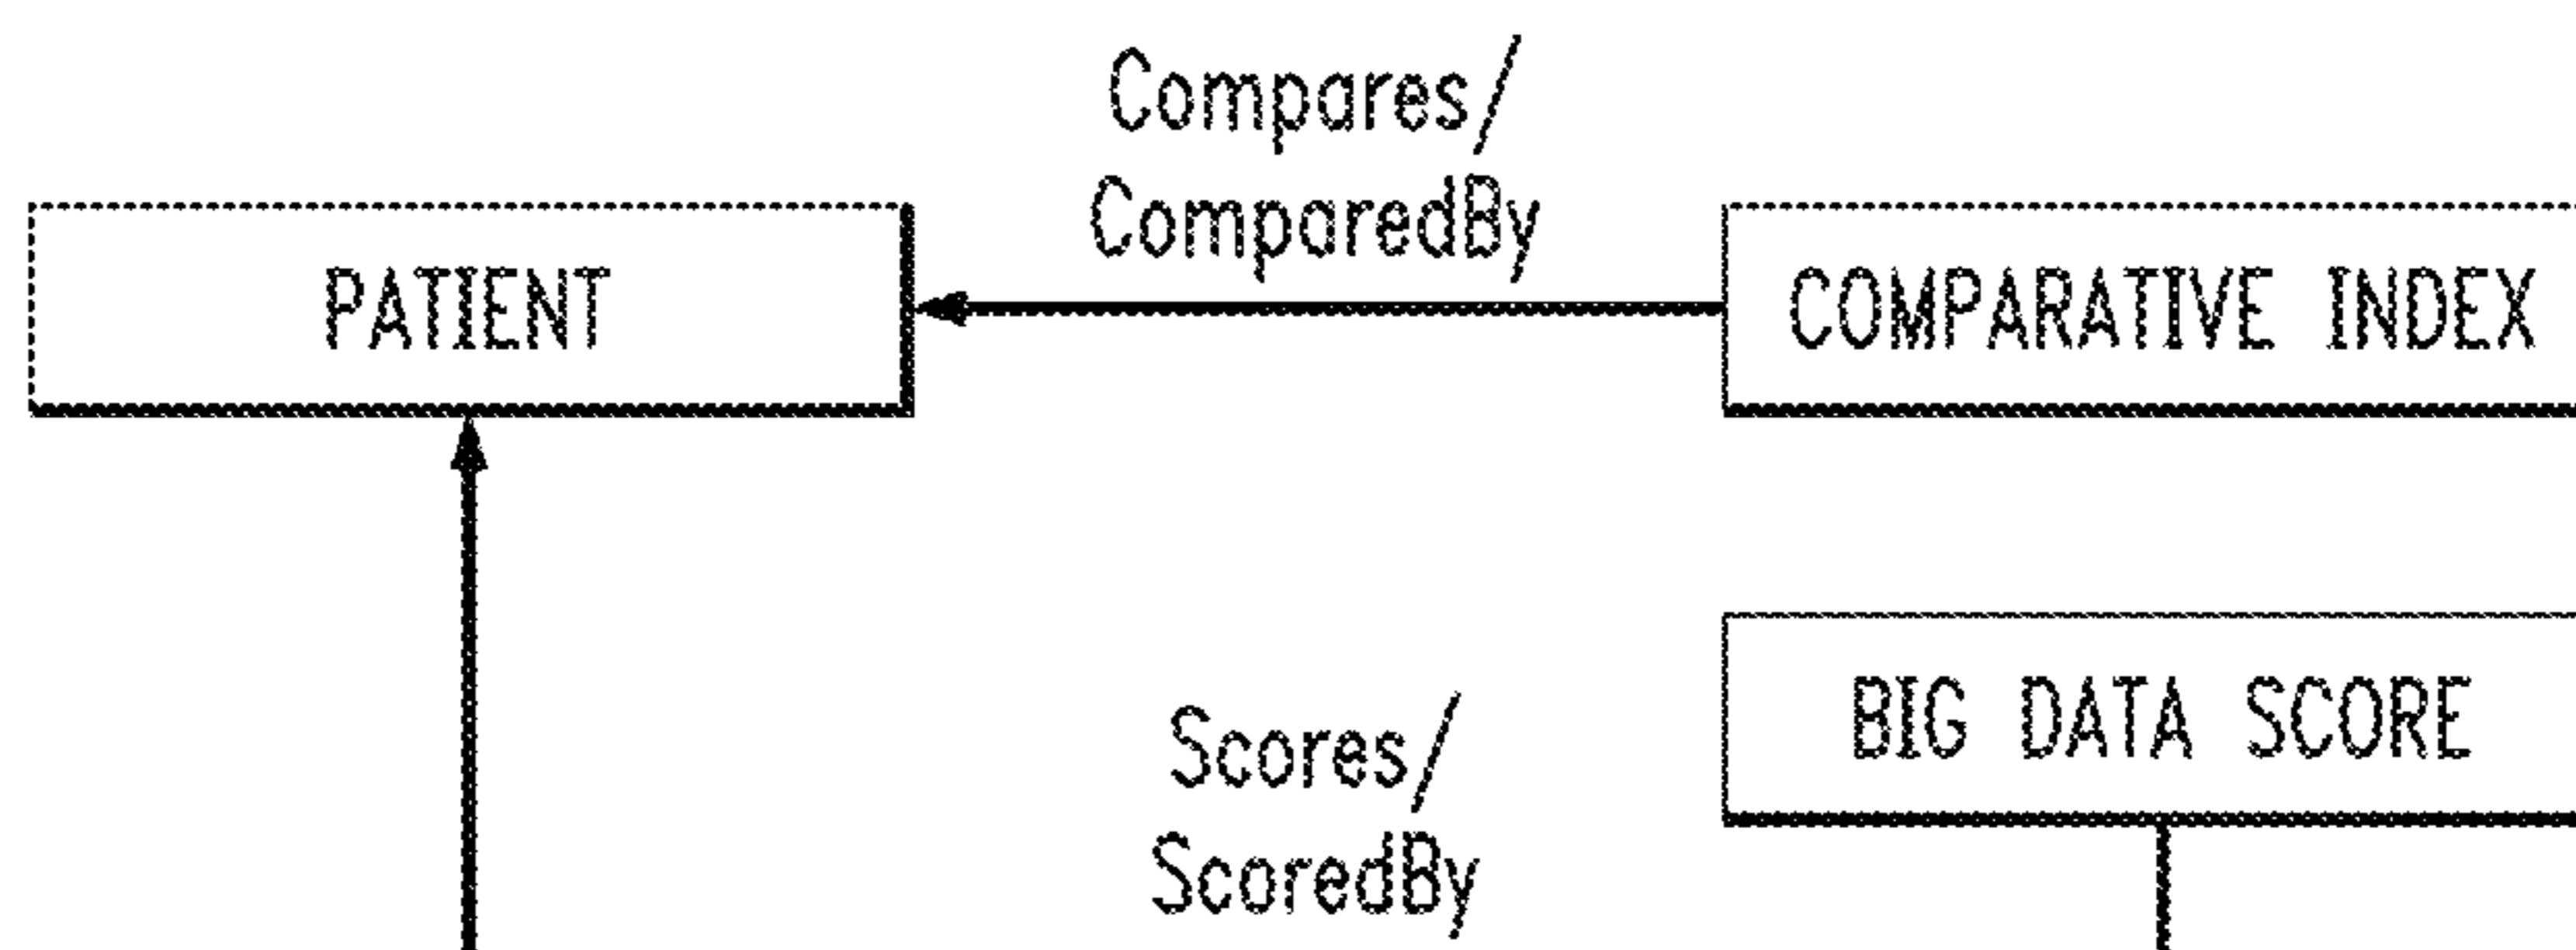 Compares/
ComparedBy
PATIENT
COMPARATIVE INDEX
BIG DATA SCORE
Scores/
ScoredBy